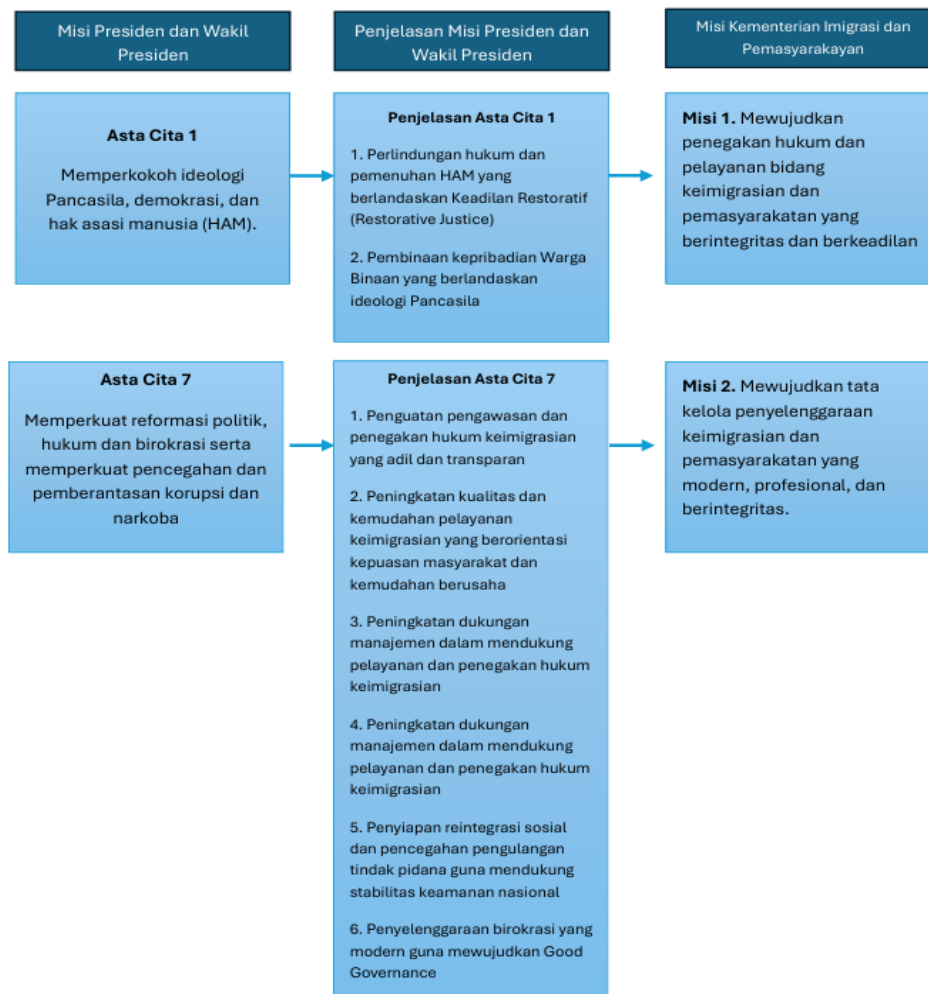 Misi Presiden dan Wakil
Presiden
Penjelasan Misi Presiden dan
Wakil Presiden
Misi Kementerian Imigrasi dan
Pemasyarakayan
Asta Cita 1
Memperkokoh ideologi
Pancasila, demokrasi, dan
hak asasi manusia (HAM).
Penjelasan Asta Cita 1
1. Perlindungan hukum dan
pemenuhan HAM yang
berlandaskan Keadilan Restoratif
(Restorative Justice)
2. Pembinaan kepribadian Warga
Binaan yang berlandaskan
ideologi Pancasila
Misi 1. Mewujudkan
penegakan hukum dan
pelayanan bidang
keimigrasian dan
pemasyarakatan yang
berintegritas dan berkeadilan
Asta Cita 7
Memperkuat reformasi politik,
hukum dan birokrasi serta
memperkuat pencegahan dan
pemberantasan korupsi dan
narkoba
Penjelasan Asta Cita 7
1. Penguatan pengawasan dan
penegakan hukum keimigrasian
yang adil dan transparan
2. Peningkatan kualitas dan
kemudahan pelayanan
keimigrasian yang berorientasi
kepuasan masyarakat dan
kemudahan berusaha
3. Peningkatan dukungan
manajemen dalam mendukung
pelayanan dan penegakan hukum
keimigrasian
4. Peningkatan dukungan
manajemen dalam mendukung
pelayanan dan penegakan hukum
keimigrasian
5. Penyiapan reintegrasi sosial
dan pencegahan pengulangan
tindak pidana guna mendukung
stabilitas keamanan nasional
6. Penyelenggaraan birokrasi yang
modern guna mewujudkan Good
Governance
Misi 2. Mewujudkan tata
kelola penyelenggaraan
keimigrasian dan
pemasyarakatan yang
modern, profesional, dan
berintegritas.